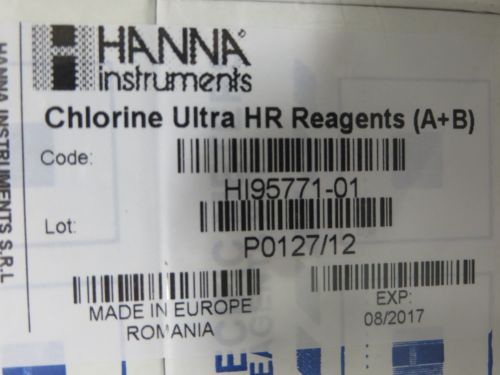 HANNA
instruments
Chlorine Ultra HR Reagents (A+B)
Code:
HI95771-01
Lot:
P0127/12
MADE IN EUROPE
ROMANIA
EXP:
08/2017
HANNA INSTRUMENTS S.R.L